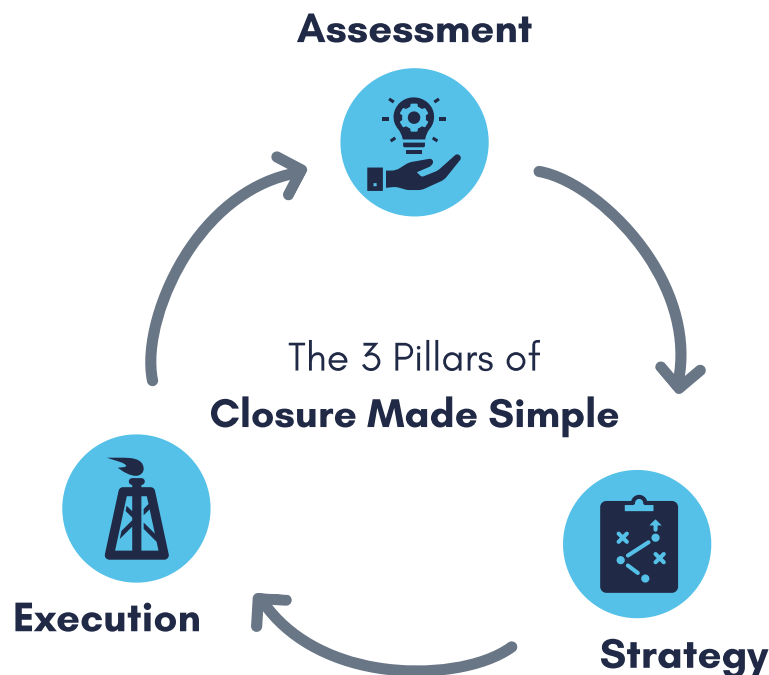 Assessment
The 3 Pillars of
Closure Made Simple
Execution
Strategy